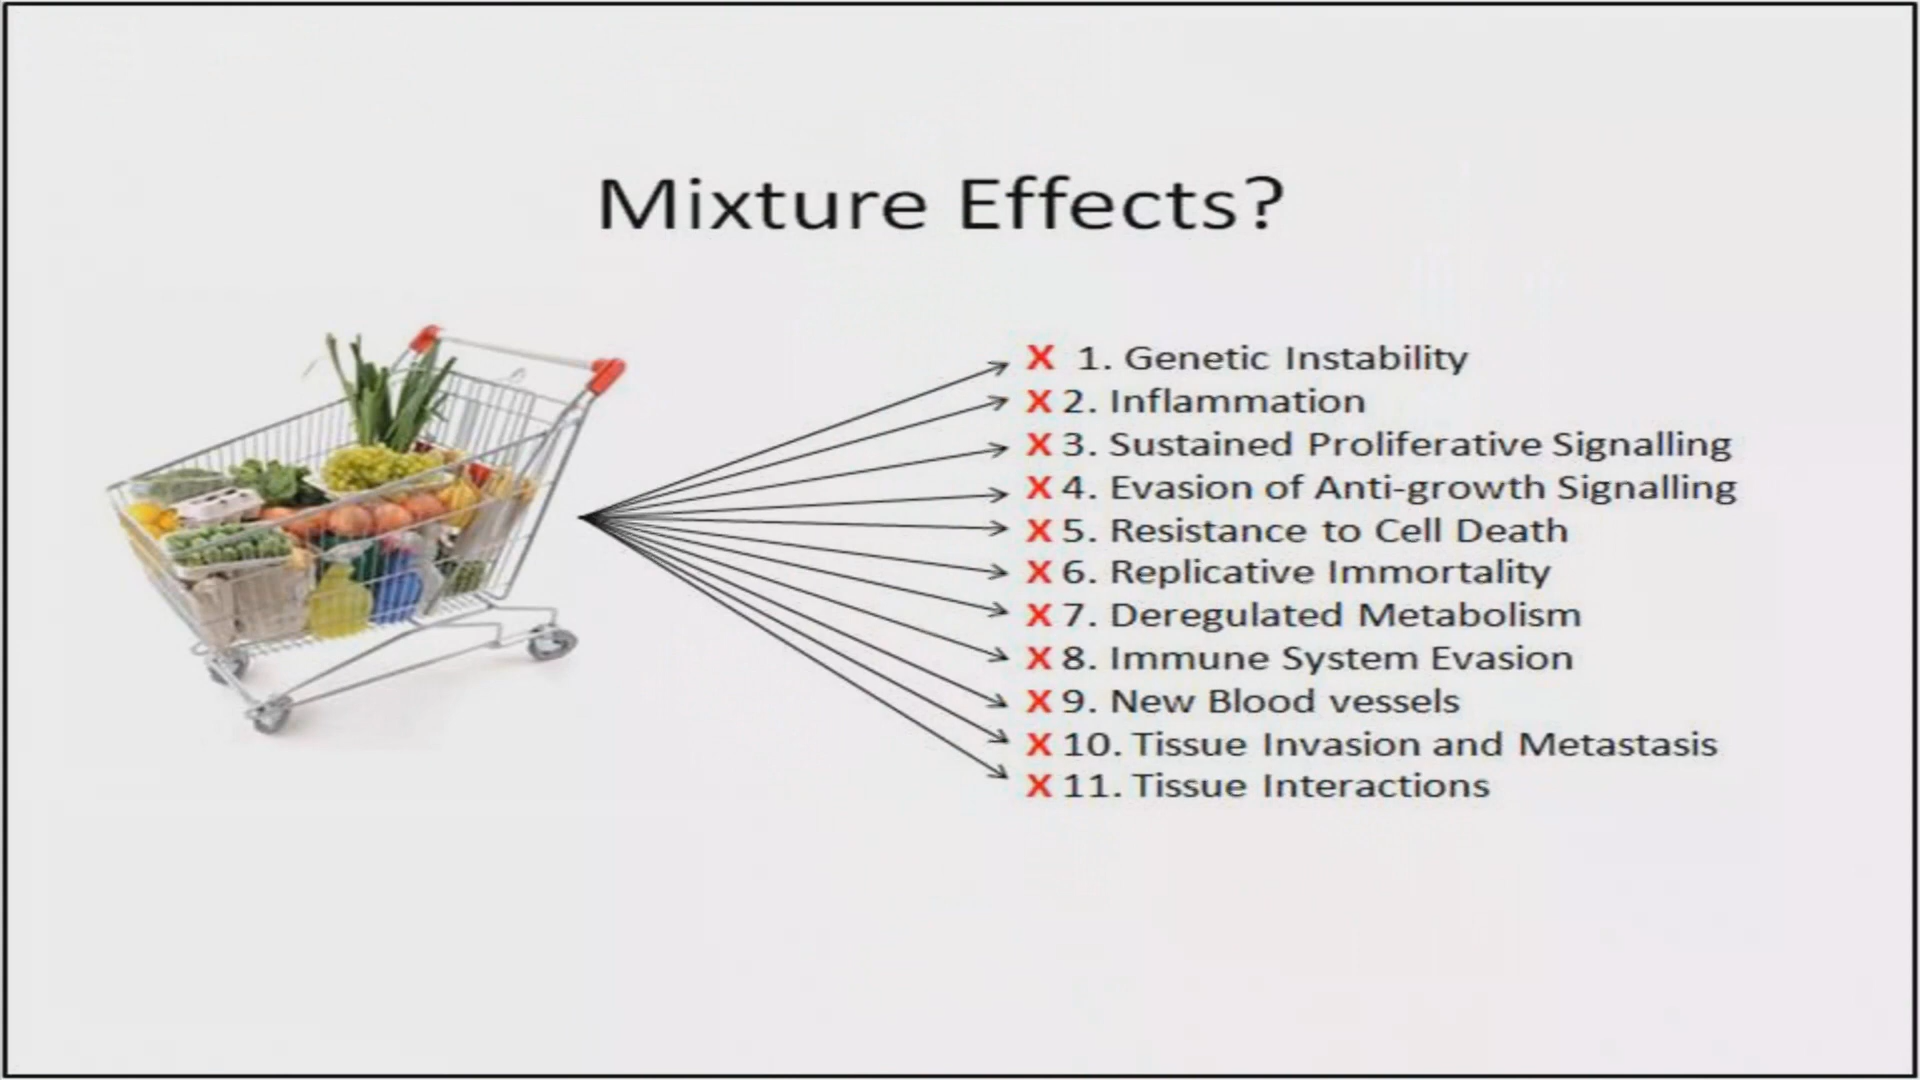 Mixture Effects?
X 1. Genetic Instability
X 2. Inflammation
X 3. Sustained Proliferative Signalling
X 4. Evasion of Anti-growth Signalling
X 5. Resistance to Cell Death
X 6. Replicative Immortality
X 7. Deregulated Metabolism
X 8. Immune System Evasion
X 9. New Blood vessels
X 10. Tissue Invasion and Metastasis
X 11. Tissue Interactions